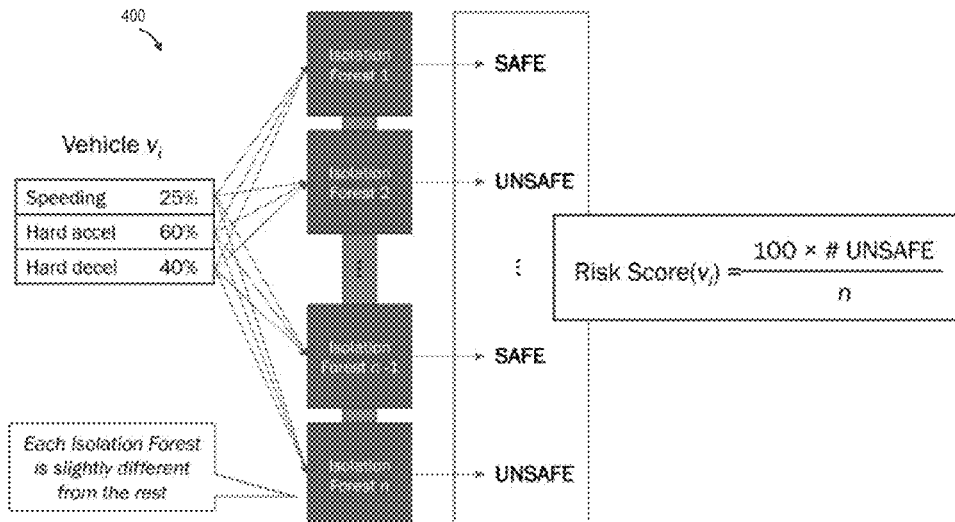 400
Vehicle vᵢ
Speeding 25%
Hard accel 60%
Hard decel 40%
SAFE
UNSAFE
⋮
SAFE
UNSAFE
Risk Score(vᵢ) = 100 × # UNSAFE
n
Each Isolation Forest
is slightly different
from the rest